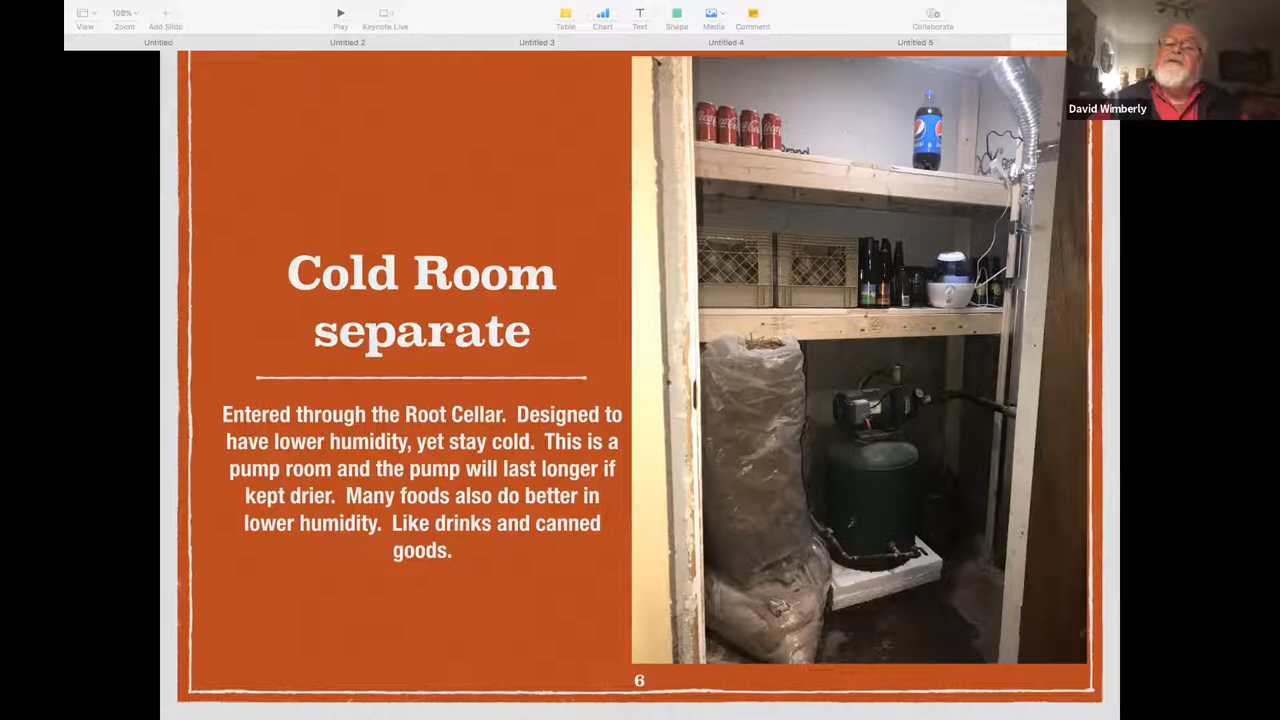 View
108%
Zoom
Add Slide
Play
Keynote Live
Table
Chart
Text
Shape
Media
Comment
Collaborate
Untitled
Untitled 2
Untitled 3
Untitled 4
Untitled 5
David Wimberly
Cold Room
separate
Entered through the Root Cellar. Designed to
have lower humidity, yet stay cold. This is a
pump room and the pump will last longer if
kept drier. Many foods also do better in
lower humidity. Like drinks and canned
goods.
6